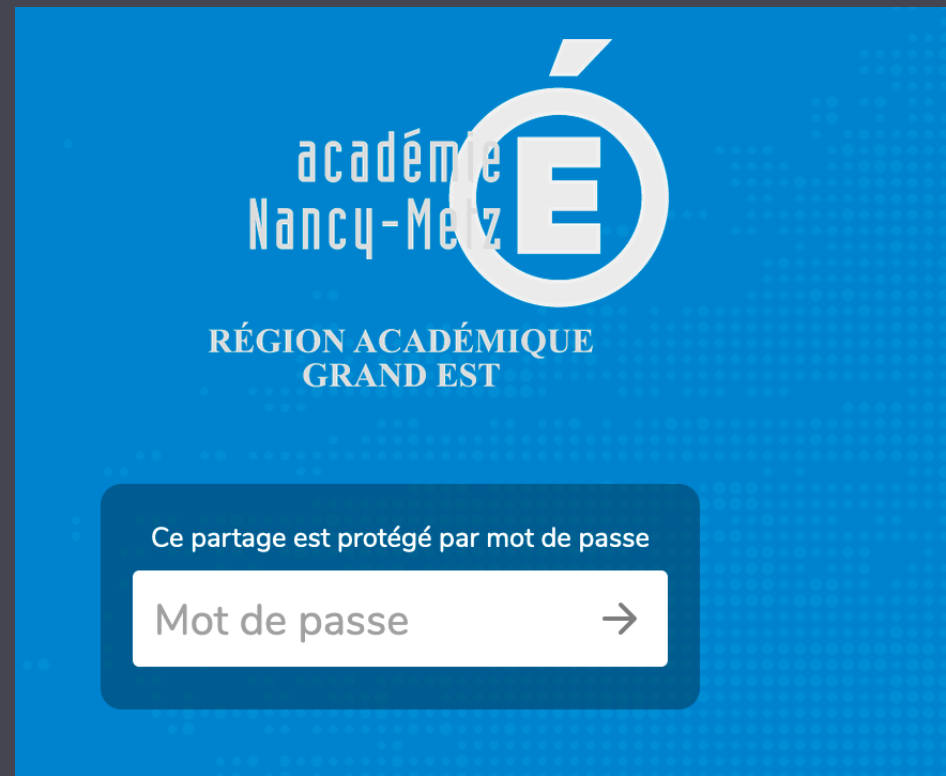 académie
Nancy-Metz
É
RÉGION ACADÉMIQUE
GRAND EST
Ce partage est protégé par mot de passe
Mot de passe